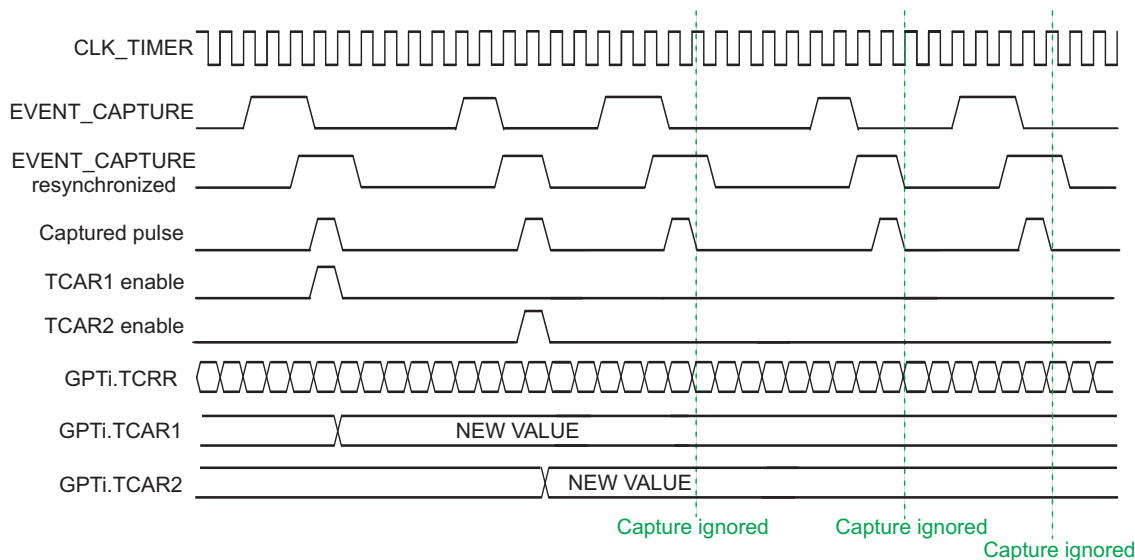 CLK_TIMER
EVENT_CAPTURE
EVENT_CAPTURE
resynchronized
Captured pulse
TCAR1 enable
TCAR2 enable
GPTi.TCRR
GPTi.TCAR1
NEW VALUE
GPTi.TCAR2
NEW VALUE
Capture ignored
Capture ignored
Capture ignored